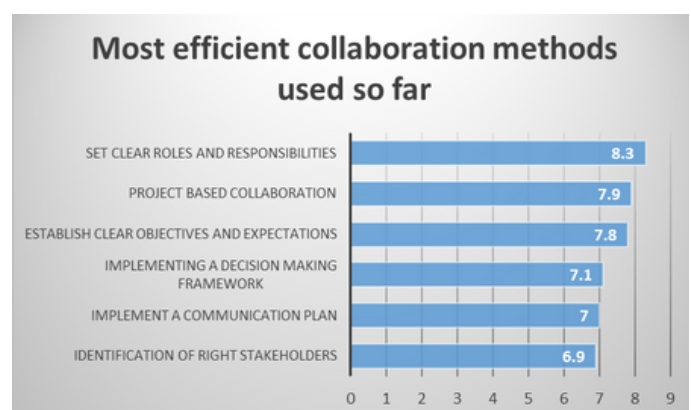 Most efficient collaboration methods
used so far
SET CLEAR ROLES AND RESPONSIBILITIES
8.3
PROJECT BASED COLLABORATION
7.9
ESTABLISH CLEAR OBJECTIVES AND EXPECTATIONS
7.8
IMPLEMENTING A DECISION MAKING
FRAMEWORK
7.1
IMPLEMENT A COMMUNICATION PLAN
7
IDENTIFICATION OF RIGHT STAKEHOLDERS
6.9
0 1 2 3 4 5 6 7 8 9